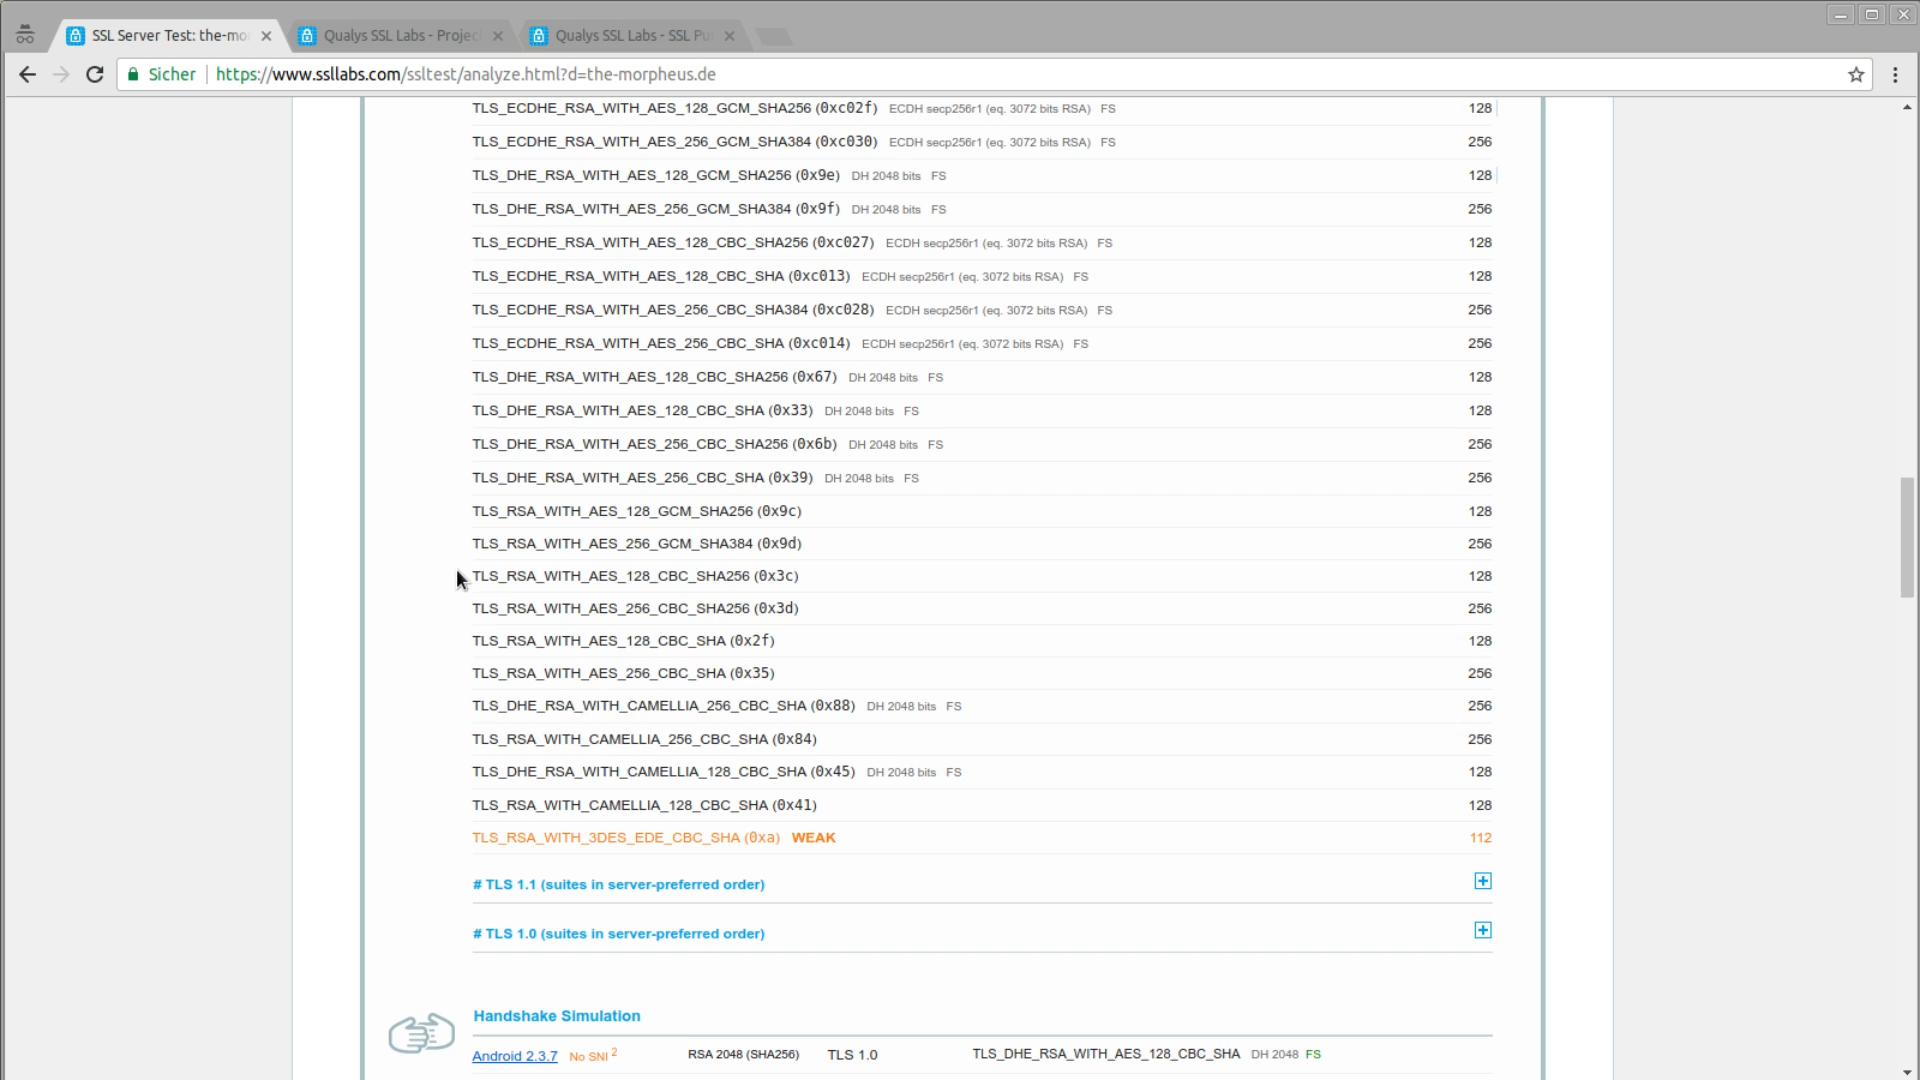 SSL Server Test: the-mo
Qualys SSL Labs - Projec
Qualys SSL Labs - SSL Pu
Sicher https://www.ssllabs.com/ssltest/analyze.html?d=the-morpheus.de
TLS_ECDHE_RSA_WITH_AES_128_GCM_SHA256 (0xc02f) ECDH secp256r1 (eq. 3072 bits RSA) FS 128
TLS_ECDHE_RSA_WITH_AES_256_GCM_SHA384 (0xc030) ECDH secp256r1 (eq. 3072 bits RSA) FS 256
TLS_DHE_RSA_WITH_AES_128_GCM_SHA256 (0x9e) DH 2048 bits FS 128
TLS_DHE_RSA_WITH_AES_256_GCM_SHA384 (0x9f) DH 2048 bits FS 256
TLS_ECDHE_RSA_WITH_AES_128_CBC_SHA256 (0xc027) ECDH secp256r1 (eq. 3072 bits RSA) FS 128
TLS_ECDHE_RSA_WITH_AES_128_CBC_SHA (0xc013) ECDH secp256r1 (eq. 3072 bits RSA) FS 128
TLS_ECDHE_RSA_WITH_AES_256_CBC_SHA384 (0xc028) ECDH secp256r1 (eq. 3072 bits RSA) FS 256
TLS_ECDHE_RSA_WITH_AES_256_CBC_SHA (0xc014) ECDH secp256r1 (eq. 3072 bits RSA) FS 256
TLS_DHE_RSA_WITH_AES_128_CBC_SHA256 (0x67) DH 2048 bits FS 128
TLS_DHE_RSA_WITH_AES_128_CBC_SHA (0x33) DH 2048 bits FS 128
TLS_DHE_RSA_WITH_AES_256_CBC_SHA256 (0x6b) DH 2048 bits FS 256
TLS_DHE_RSA_WITH_AES_256_CBC_SHA (0x39) DH 2048 bits FS 256
TLS_RSA_WITH_AES_128_GCM_SHA256 (0x9c) 128
TLS_RSA_WITH_AES_256_GCM_SHA384 (0x9d) 256
TLS_RSA_WITH_AES_128_CBC_SHA256 (0x3c) 128
TLS_RSA_WITH_AES_256_CBC_SHA256 (0x3d) 256
TLS_RSA_WITH_AES_128_CBC_SHA (0x2f) 128
TLS_RSA_WITH_AES_256_CBC_SHA (0x35) 256
TLS_DHE_RSA_WITH_CAMELLIA_256_CBC_SHA (0x88) DH 2048 bits FS 256
TLS_RSA_WITH_CAMELLIA_256_CBC_SHA (0x84) 256
TLS_DHE_RSA_WITH_CAMELLIA_128_CBC_SHA (0x45) DH 2048 bits FS 128
TLS_RSA_WITH_CAMELLIA_128_CBC_SHA (0x41) 128
TLS_RSA_WITH_3DES_EDE_CBC_SHA (0xa) WEAK 112
# TLS 1.1 (suites in server-preferred order)
# TLS 1.0 (suites in server-preferred order)
Handshake Simulation
Android 2.3.7 No SNI 2 RSA 2048 (SHA256) TLS 1.0 TLS_DHE_RSA_WITH_AES_128_CBC_SHA DH 2048 FS